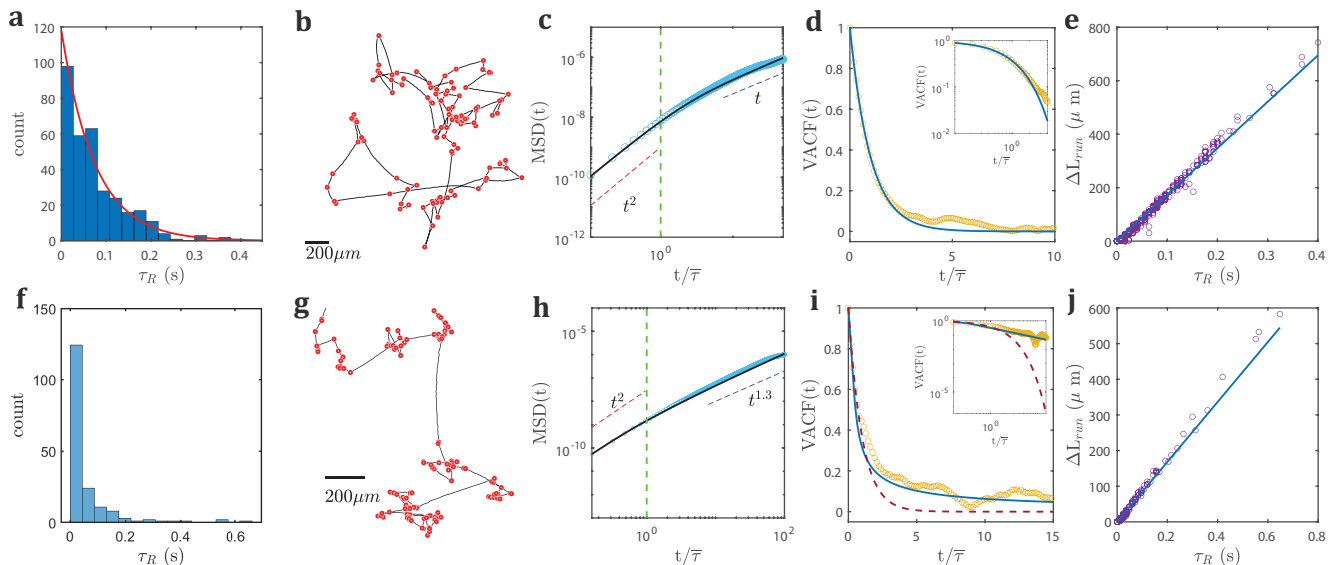 a
120
100
80
60
40
20
0
count
0 0.1 0.2 0.3 0.4
τ_R (s)
b
200μm
c
10^-6
10^-8
10^-10
10^-12
MSD(t)
t
t^2
10^0
t/τ̄
d
1
0.8
0.6
0.4
0.2
0
VACF(t)
0 5 10
t/τ̄
10^0
10^-1
10^-2
VACF(t)
10^0
t/τ̄
e
800
600
400
200
0
ΔL_run (μ m)
0 0.1 0.2 0.3 0.4
τ_R (s)
f
150
100
50
0
count
0 0.2 0.4 0.6
τ_R (s)
g
200μm
h
10^-5
10^-10
MSD(t)
t^2
t^1.3
10^0 10^2
t/τ̄
i
1
0.8
0.6
0.4
0.2
0
VACF(t)
0 5 10 15
t/τ̄
10^0
10^-5
VACF(t)
10^0
t/τ̄
j
600
500
400
300
200
100
0
ΔL_run (μ m)
0 0.2 0.4 0.6 0.8
τ_R (s)